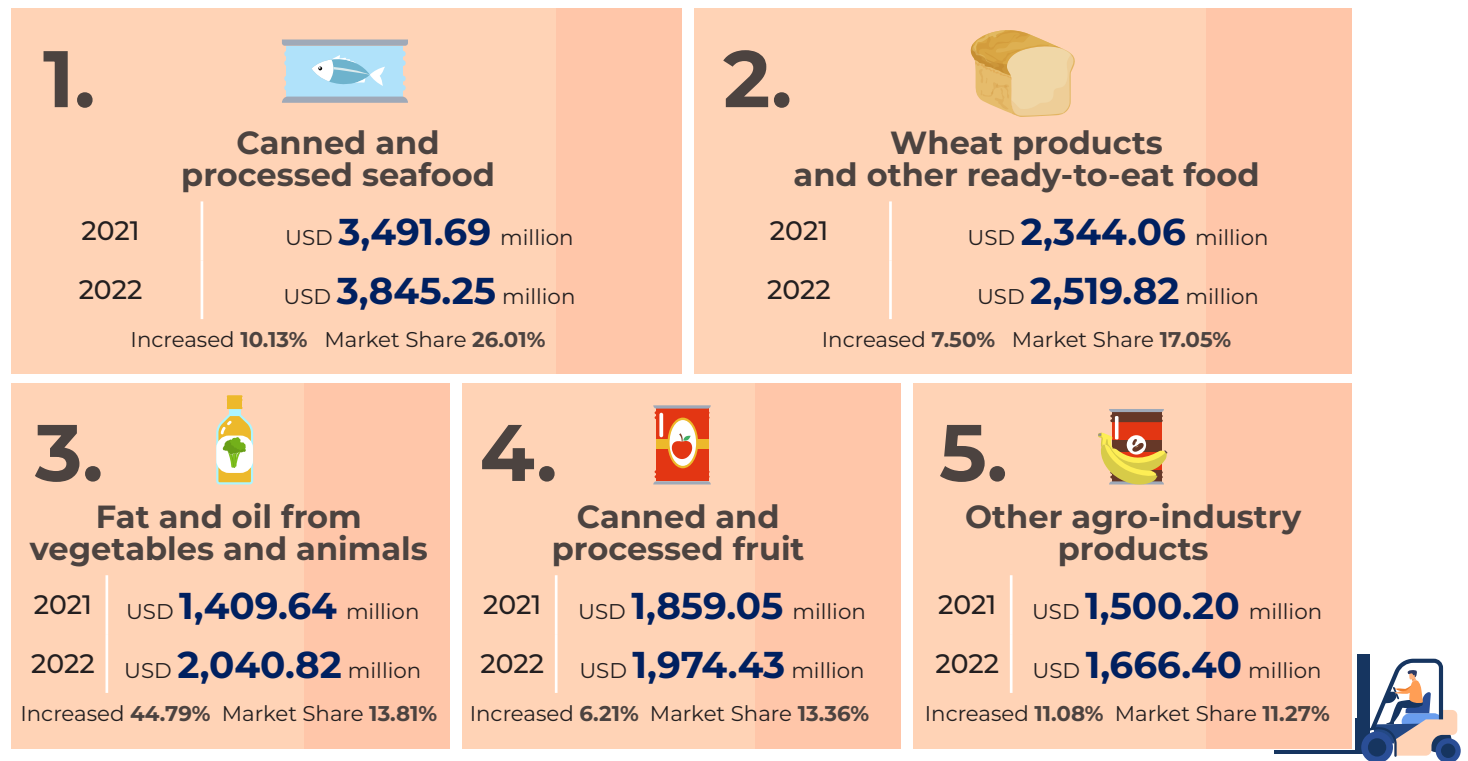 1.
Canned and
processed seafood
2021 USD 3,491.69 million
2022 USD 3,845.25 million
Increased 10.13% Market Share 26.01%
2.
Wheat products
and other ready-to-eat food
2021 USD 2,344.06 million
2022 USD 2,519.82 million
Increased 7.50% Market Share 17.05%
3.
Fat and oil from
vegetables and animals
2021 USD 1,409.64 million
2022 USD 2,040.82 million
Increased 44.79% Market Share 13.81%
4.
Canned and
processed fruit
2021 USD 1,859.05 million
2022 USD 1,974.43 million
Increased 6.21% Market Share 13.36%
5.
Other agro-industry
products
2021 USD 1,500.20 million
2022 USD 1,666.40 million
Increased 11.08% Market Share 11.27%